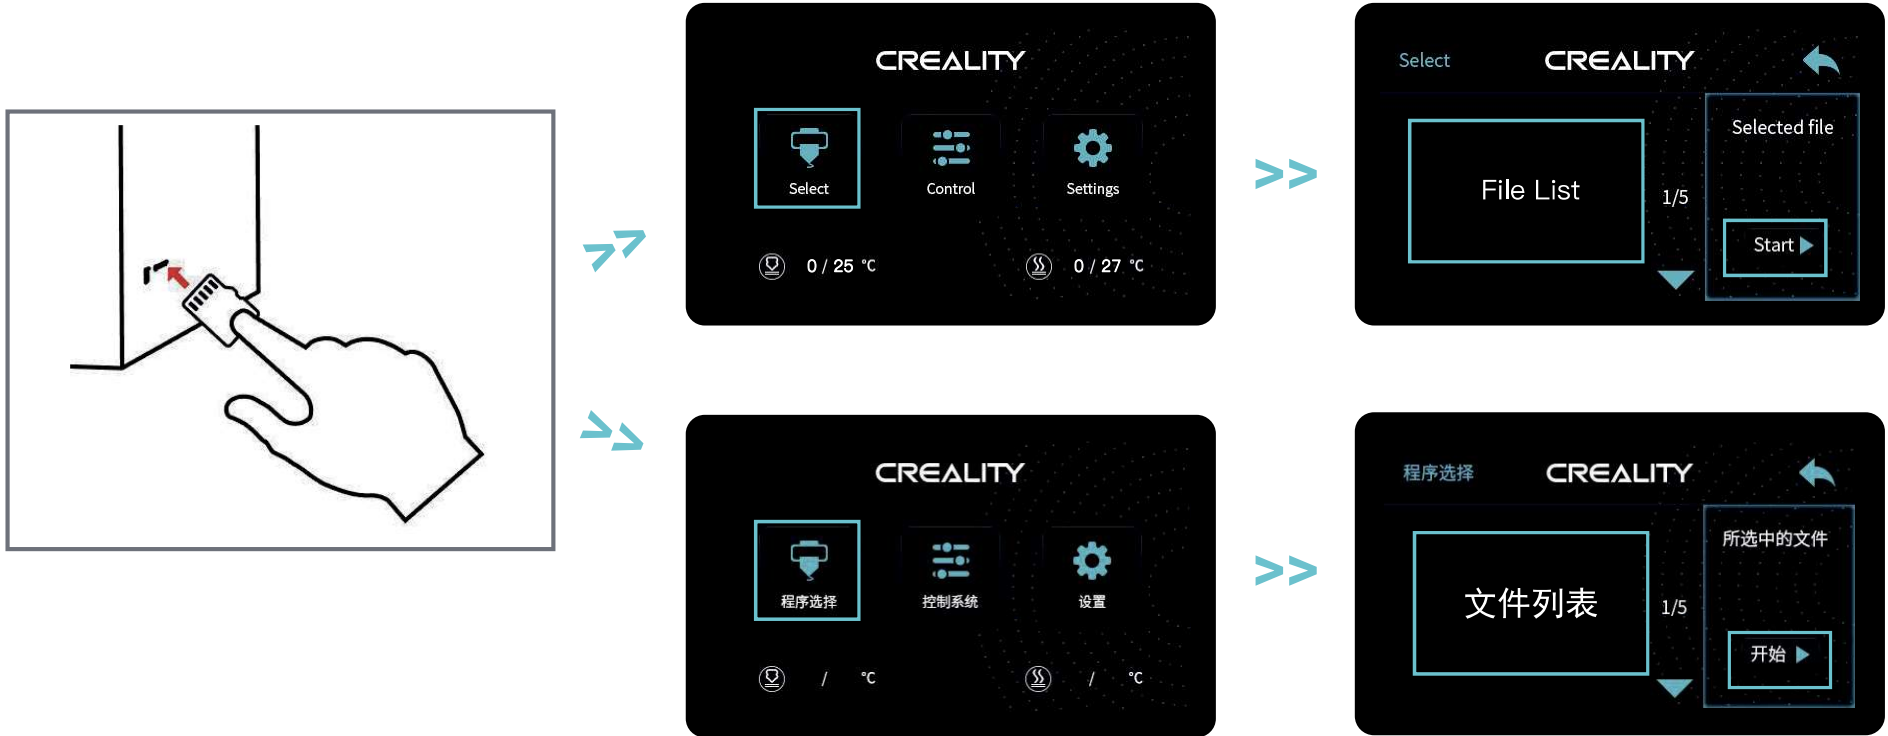 CREALITY
Select
Control
Settings
0 / 25 ℃
0 / 27 ℃
>>
Select
CREALITY
File List
1/5
Selected file
Start
>>
>>
CREALITY
程序选择
控制系统
设置
/ ℃
/ ℃
>>
程序选择
CREALITY
文件列表
1/5
所选中的文件
开始